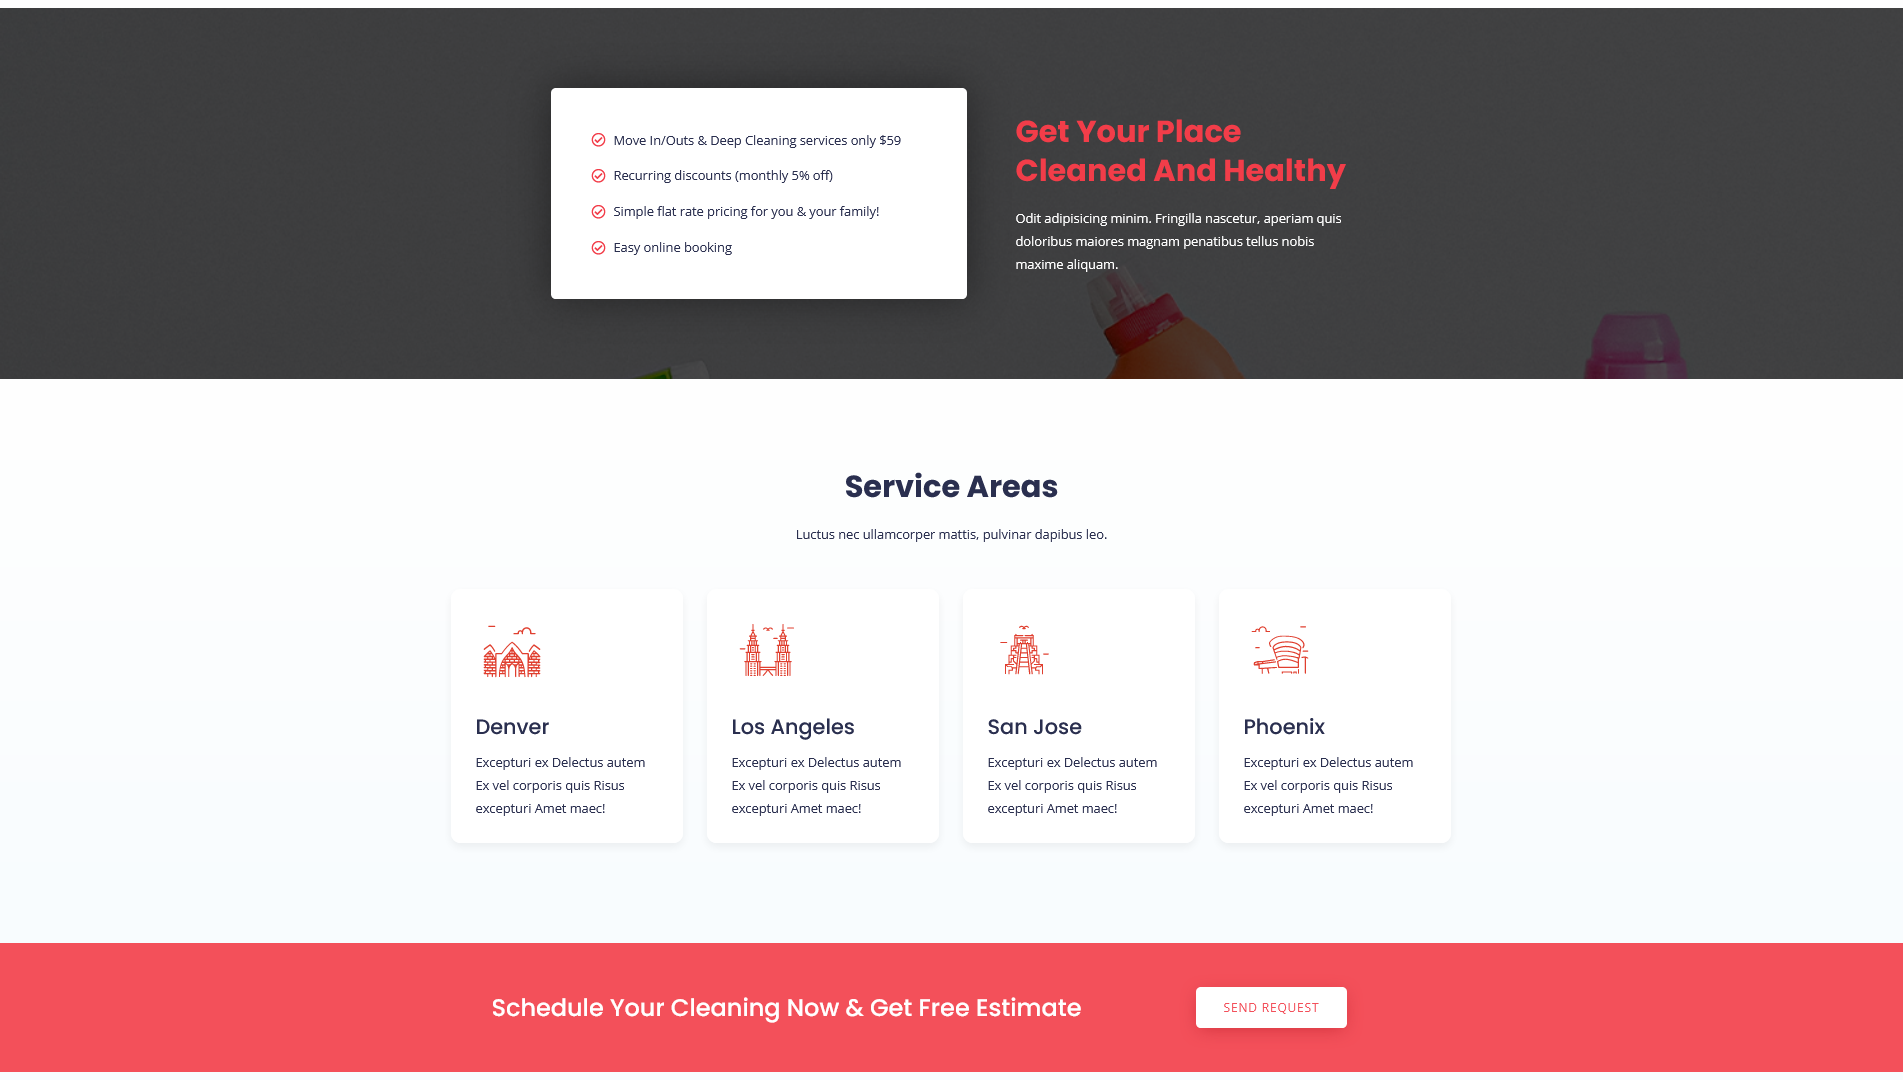 Move In/Outs & Deep Cleaning services only $59
Recurring discounts (monthly 5% off)
Simple flat rate pricing for you & your family!
Easy online booking
Get Your Place
Cleaned And Healthy
Odit adipisicing minim. Fringilla nascetur, aperiam quis
doloribus maiores magnam penatibus tellus nobis
maxime aliquam.
Service Areas
Luctus nec ullamcorper mattis, pulvinar dapibus leo.
Denver
Excepturi ex Delectus autem
Ex vel corporis quis Risus
excepturi Amet maec!
Los Angeles
Excepturi ex Delectus autem
Ex vel corporis quis Risus
excepturi Amet maec!
San Jose
Excepturi ex Delectus autem
Ex vel corporis quis Risus
excepturi Amet maec!
Phoenix
Excepturi ex Delectus autem
Ex vel corporis quis Risus
excepturi Amet maec!
Schedule Your Cleaning Now & Get Free Estimate
SEND REQUEST